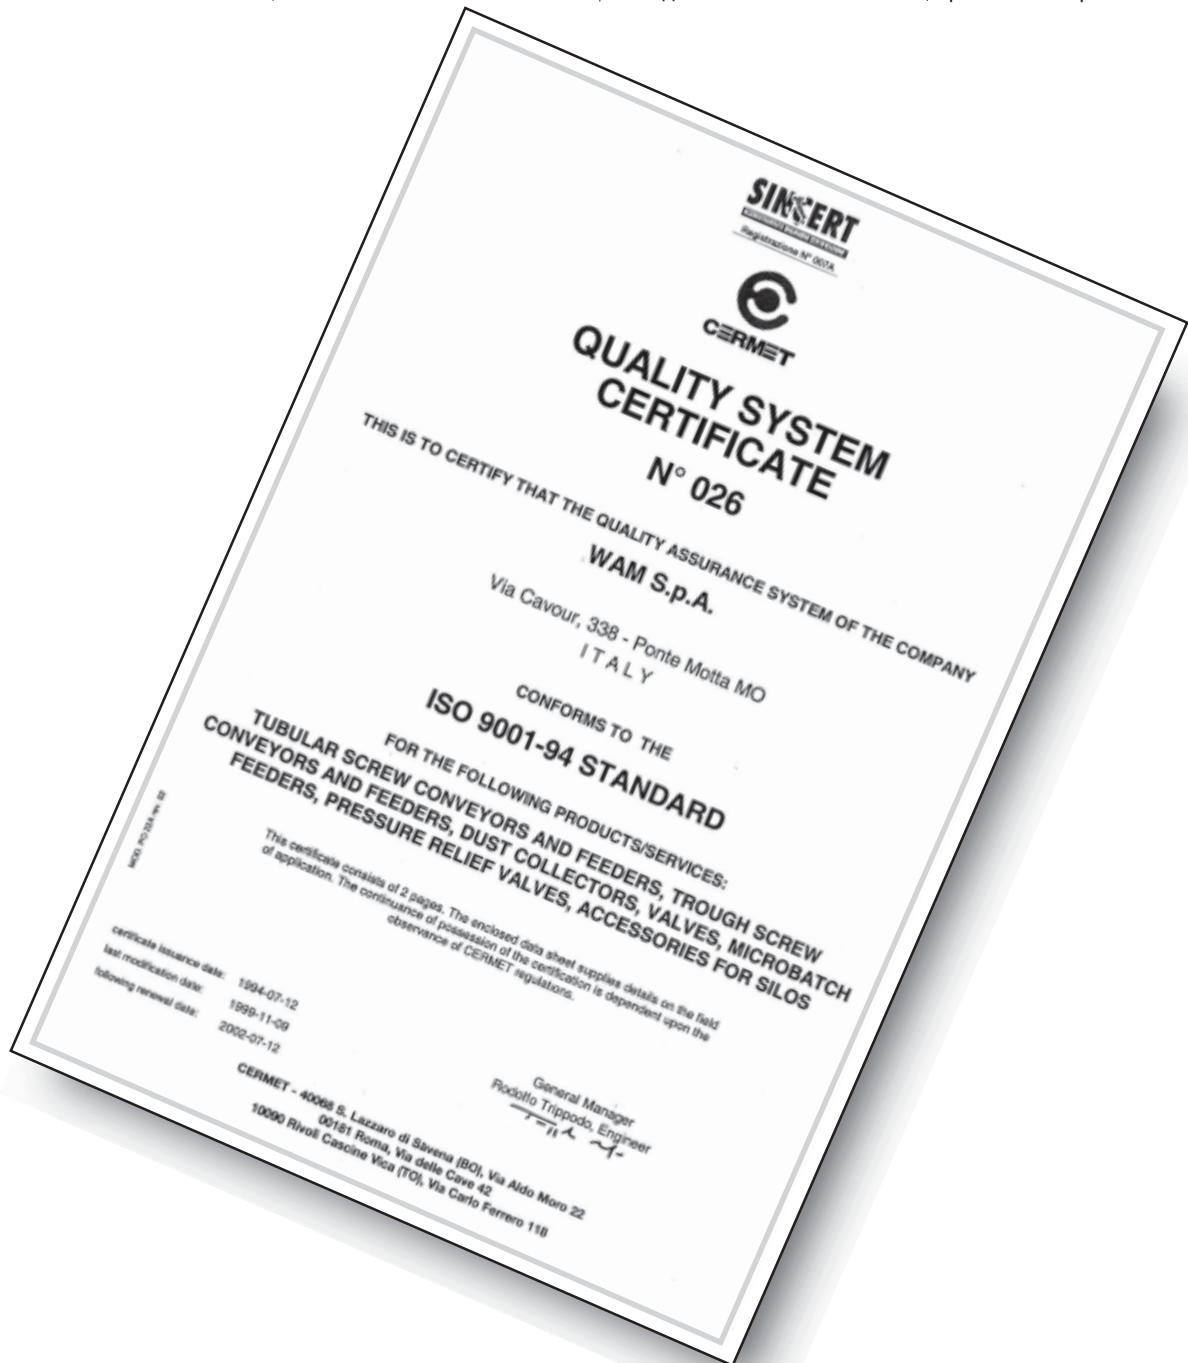 SINCERT
Registrazione N° 007A
CERMET
QUALITY SYSTEM
CERTIFICATE
N° 026
THIS IS TO CERTIFY THAT THE QUALITY ASSURANCE SYSTEM OF THE COMPANY
WAM S.p.A.
Via Cavour, 338 - Ponte Motta MO
ITALY
CONFORMS TO THE
ISO 9001-94 STANDARD
FOR THE FOLLOWING PRODUCTS/SERVICES:
TUBULAR SCREW CONVEYORS AND FEEDERS, TROUGH SCREW
CONVEYORS AND FEEDERS, DUST COLLECTORS, VALVES, MICROBATCH
FEEDERS, PRESSURE RELIEF VALVES, ACCESSORIES FOR SILOS
This certificate consists of 2 pages. The enclosed data sheet supplies details on the field
of application. The continuance of possession of the certification is dependent upon the
observance of CERMET regulations.
certificate issuance date: 1994-07-12
last modification date: 1999-11-09
following renewal date: 2002-07-12
General Manager
Rodolfo Trippodo, Engineer
CERMET - 40068 S. Lazzaro di Savena (BO), Via Aldo Moro 22
00181 Roma, Via delle Cave 42
10090 Rivoli Cascine Vica (TO), Via Carlo Ferrero 118